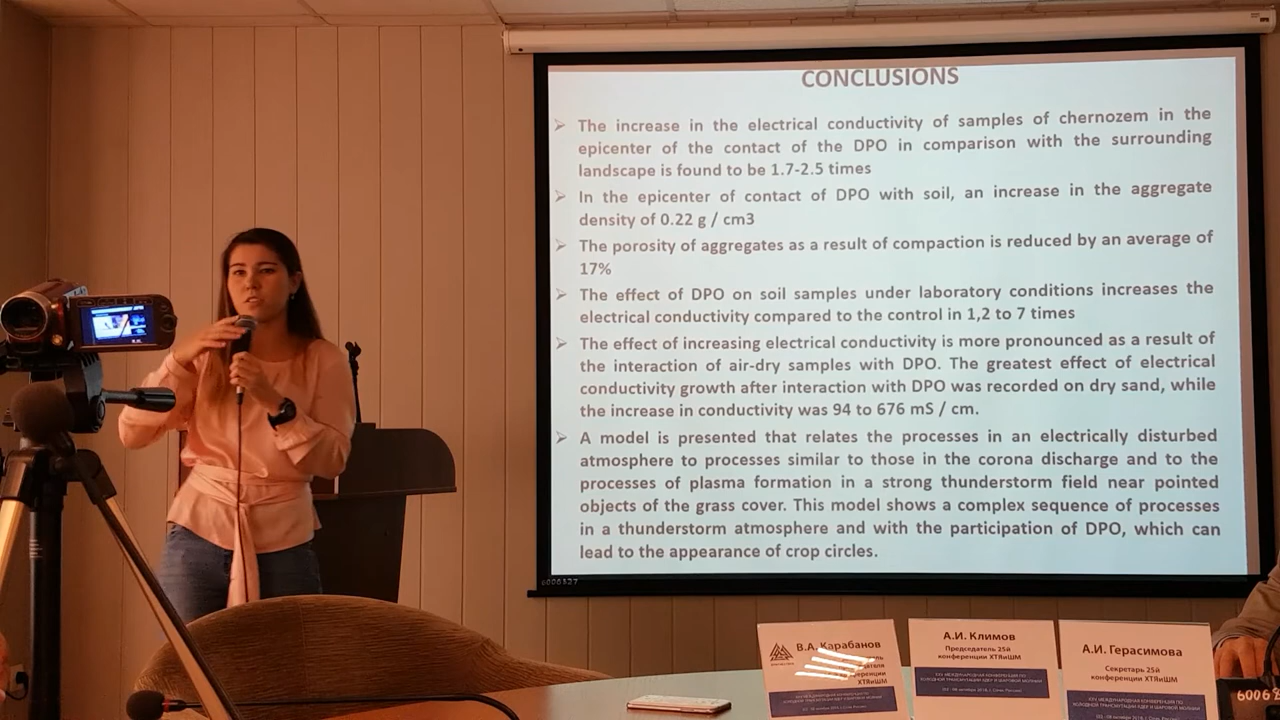 CONCLUSIONS
The increase in the electrical conductivity of samples of chernozem in the
epicenter of the contact of the DPO in comparison with the surrounding
landscape is found to be 1.7-2.5 times
In the epicenter of contact of DPO with soil, an increase in the aggregate
density of 0.22 g / cm3
The porosity of aggregates as a result of compaction is reduced by an average of
17%
The effect of DPO on soil samples under laboratory conditions increases the
electrical conductivity compared to the control in 1,2 to 7 times
The effect of increasing electrical conductivity is more pronounced as a result of
the interaction of air-dry samples with DPO. The greatest effect of electrical
conductivity growth after interaction with DPO was recorded on dry sand, while
the increase in conductivity was 94 to 676 mS / cm.
A model is presented that relates the processes in an electrically disturbed
atmosphere to processes similar to those in the corona discharge and to the
processes of plasma formation in a strong thunderstorm field near pointed
objects of the grass cover. This model shows a complex sequence of processes
in a thunderstorm atmosphere and with the participation of DPO, which can
lead to the appearance of crop circles.
6006327
В.А. Карабанов
ХТЯиШМ
А.И. Климов
Председатель 25й
конференции ХТЯиШМ
А.И. Герасимова
Секретарь 25й
конференции ХТЯиШМ